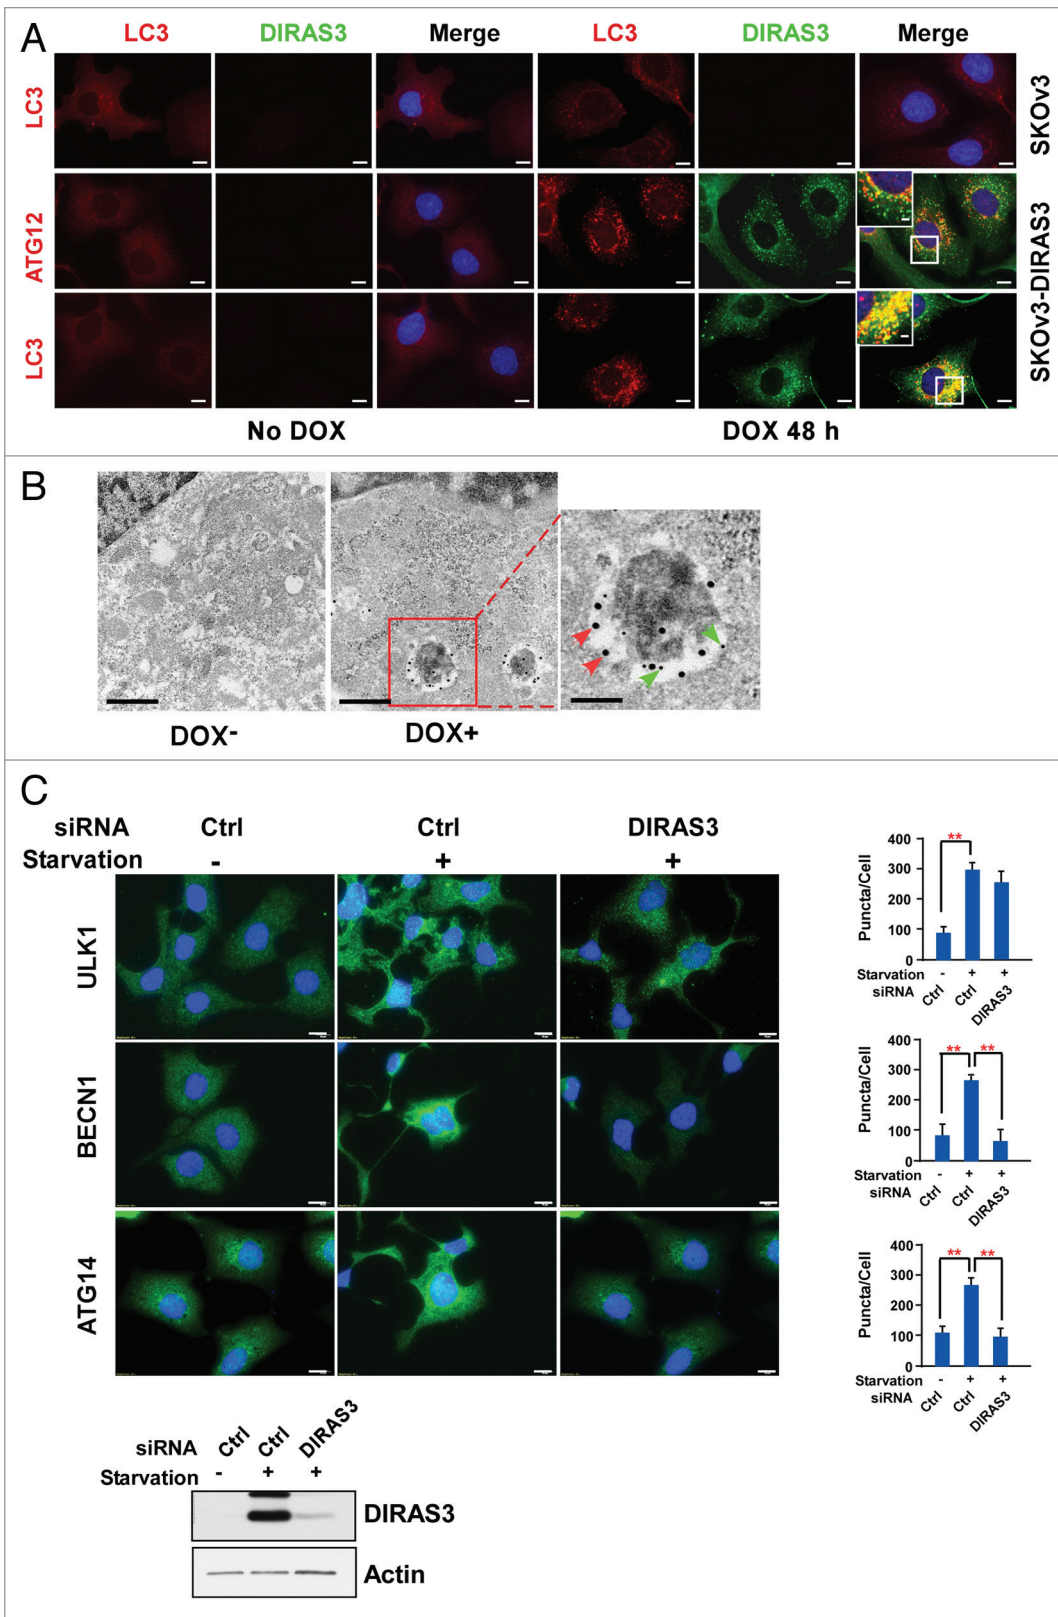 A
LC3 DIRAS3 Merge LC3 DIRAS3 Merge
LC3
SKOv3
ATG12
LC3
SKOv3-DIRAS3
No DOX DOX 48 h
B
DOX- DOX+
C
siRNA Ctrl Ctrl DIRAS3
Starvation - + +
ULK1
BECN1
ATG14
Puncta/Cell
400
300
200
100
0
** 
Starvation - + +
siRNA Ctrl Ctrl DIRAS3
Puncta/Cell
400
300
200
100
0
** **
Starvation - + +
siRNA Ctrl Ctrl DIRAS3
Puncta/Cell
400
300
200
100
0
** **
Starvation - + +
siRNA Ctrl Ctrl DIRAS3
siRNA Ctrl Ctrl DIRAS3
Starvation - + +
DIRAS3
Actin